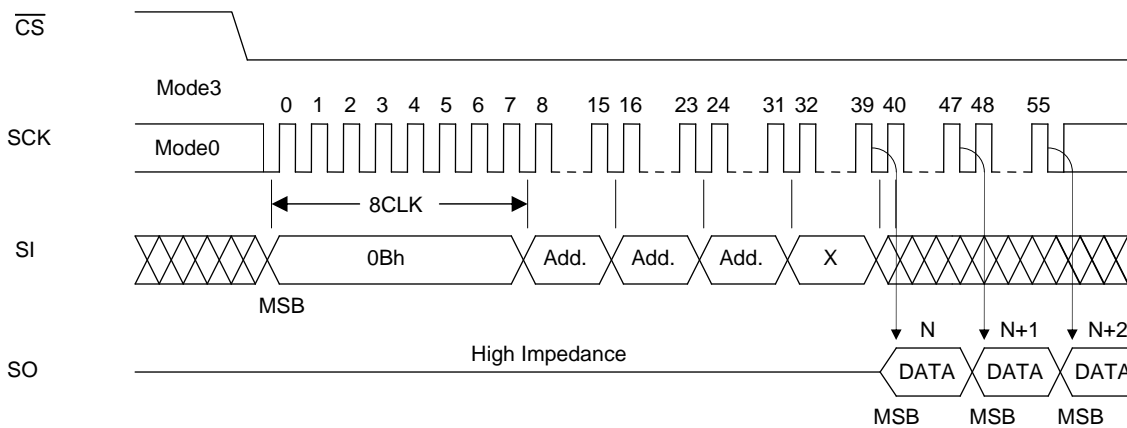 CS
Mode3
0 1 2 3 4 5 6 7 8 15 16 23 24 31 32 39 40 47 48 55
SCK
Mode0
8CLK
SI
0Bh Add. Add. Add. X
MSB
N N+1 N+2
High Impedance
SO
DATA DATA DATA
MSB MSB MSB